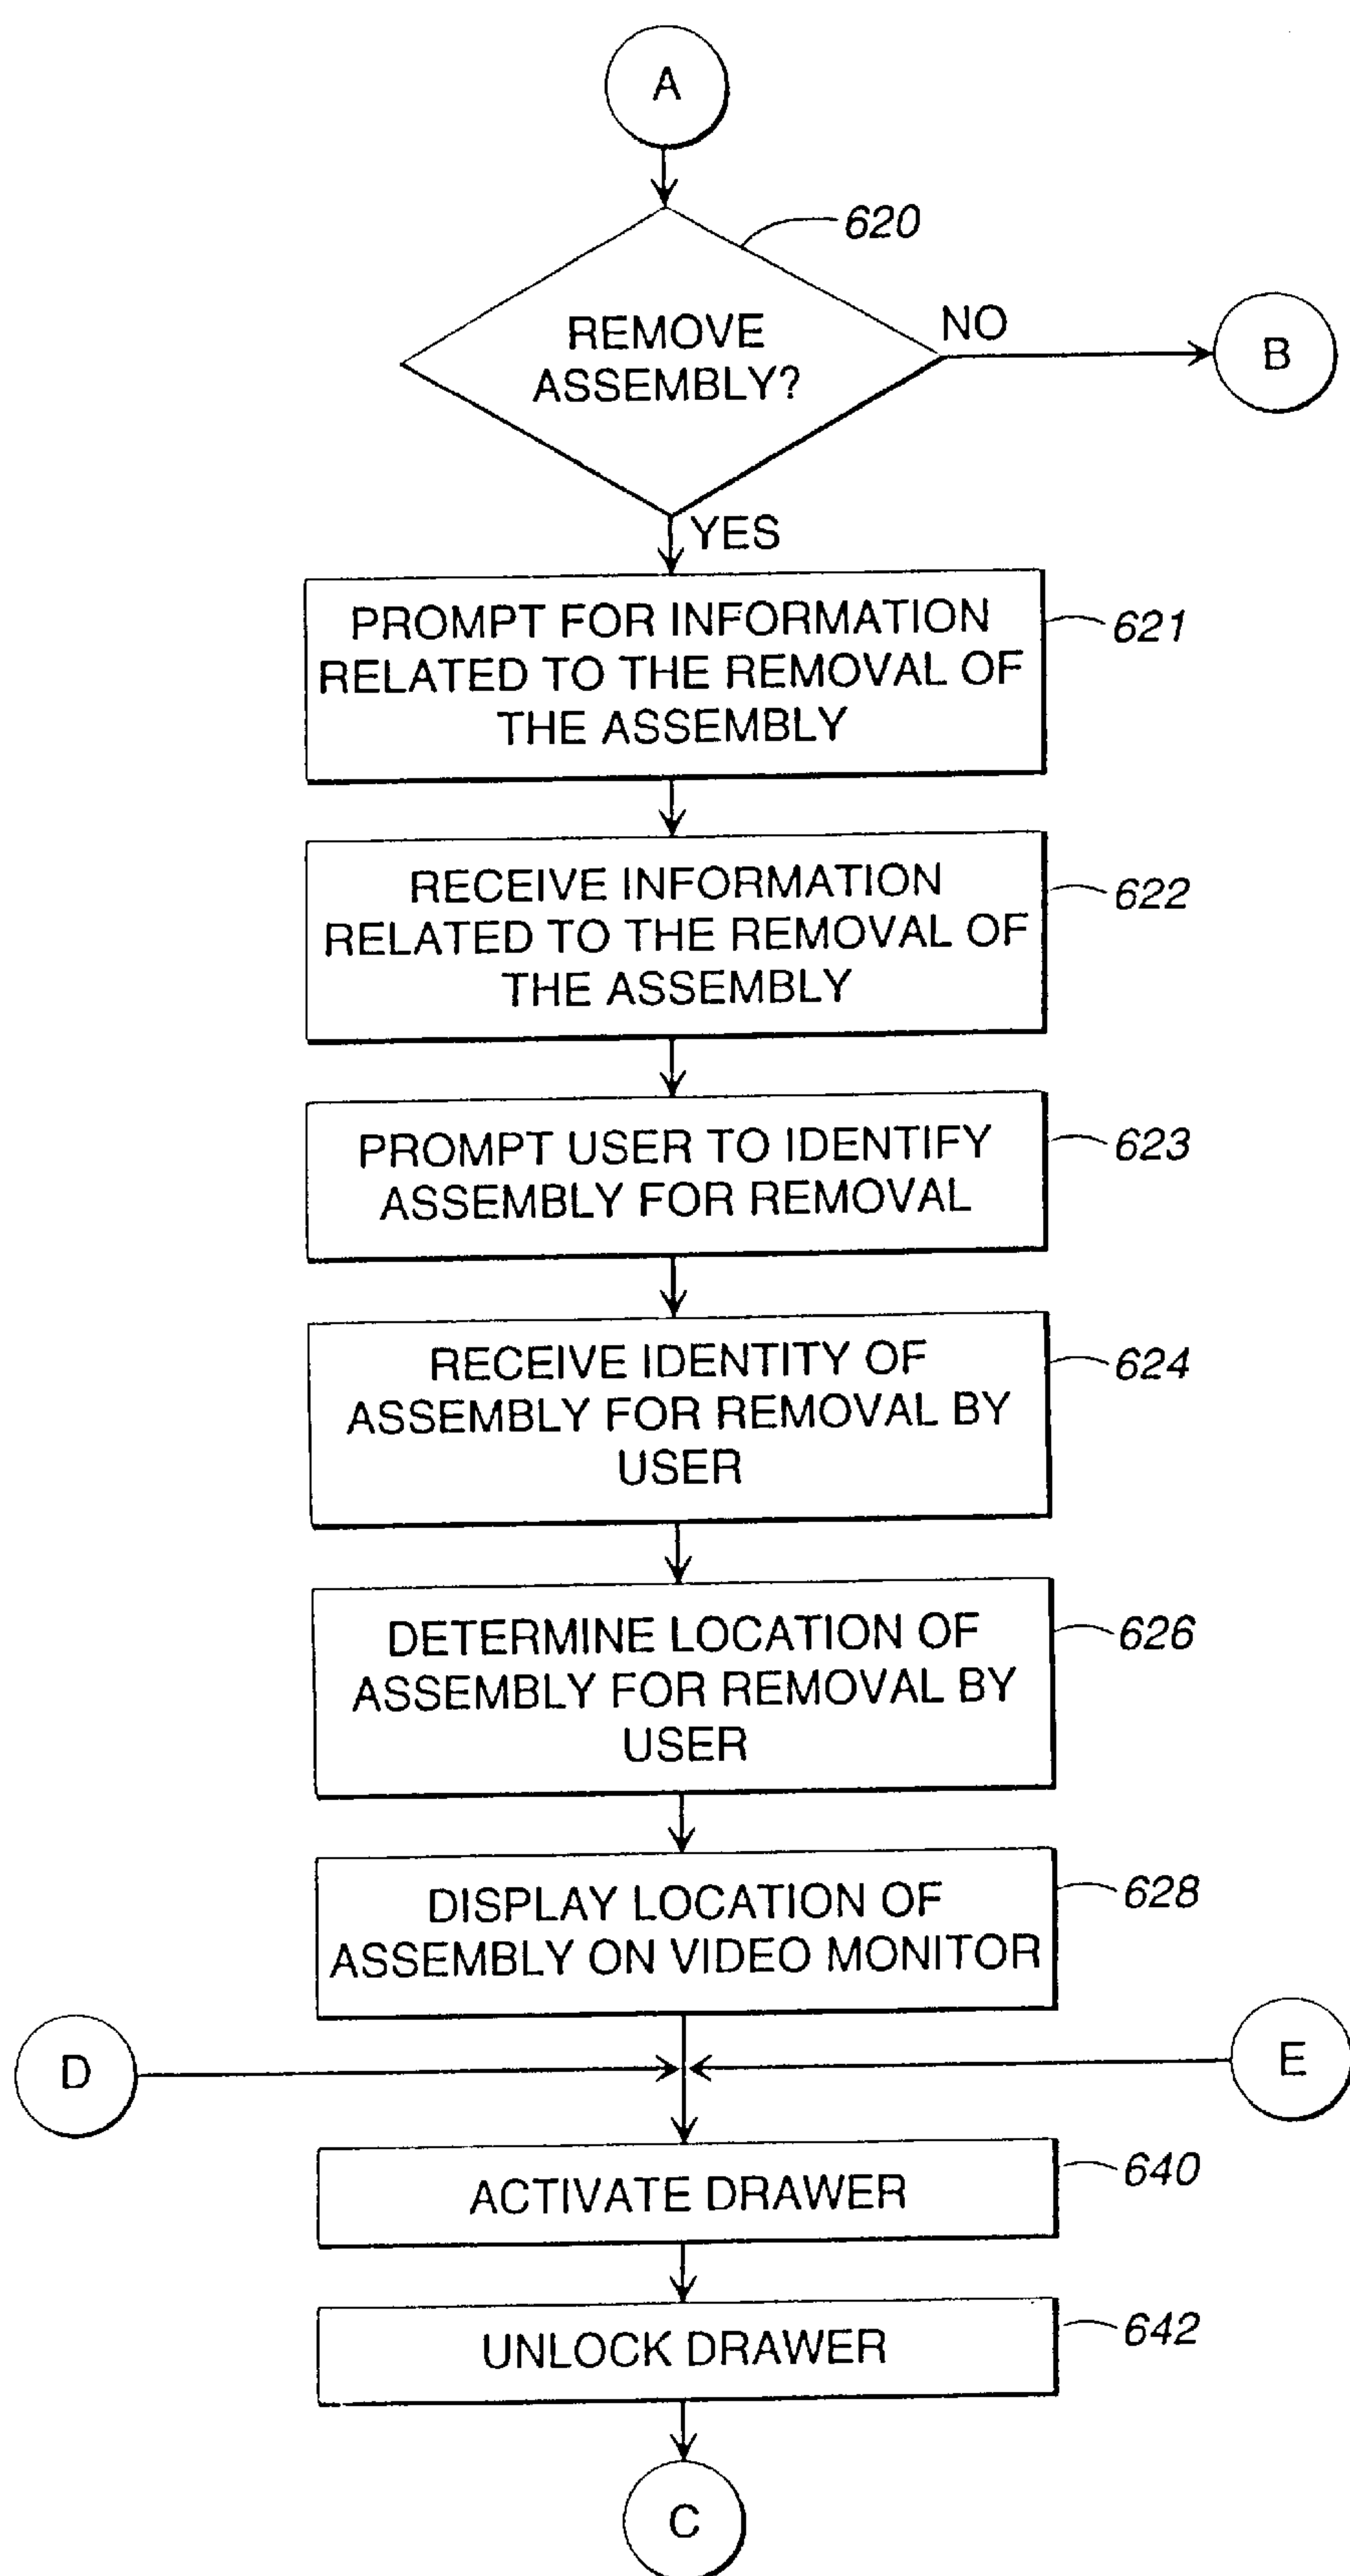 A
620
REMOVE
ASSEMBLY?
NO
B
YES
PROMPT FOR INFORMATION
RELATED TO THE REMOVAL OF
THE ASSEMBLY
621
RECEIVE INFORMATION
RELATED TO THE REMOVAL OF
THE ASSEMBLY
622
PROMPT USER TO IDENTIFY
ASSEMBLY FOR REMOVAL
623
RECEIVE IDENTITY OF
ASSEMBLY FOR REMOVAL BY
USER
624
DETERMINE LOCATION OF
ASSEMBLY FOR REMOVAL BY
USER
626
DISPLAY LOCATION OF
ASSEMBLY ON VIDEO MONITOR
628
D
E
ACTIVATE DRAWER
640
UNLOCK DRAWER
642
C